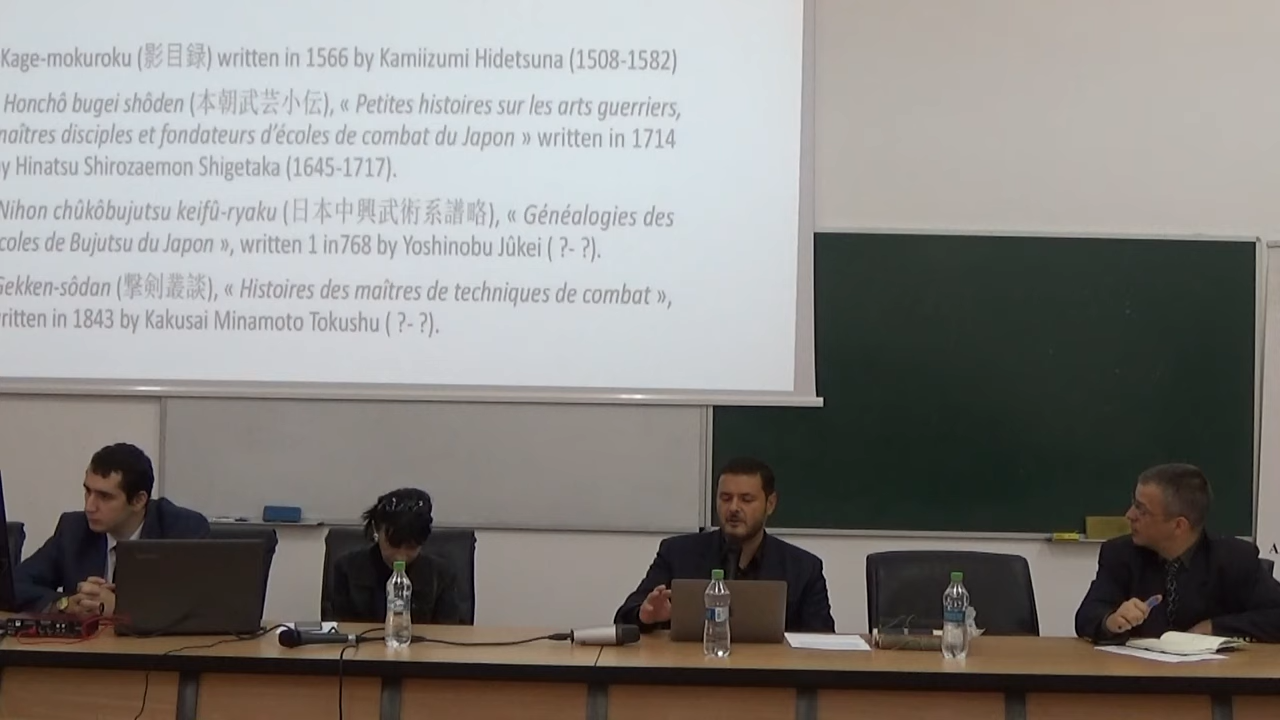 Kage-mokuroku (影目録) written in 1566 by Kamiizumi Hidetsuna (1508-1582)
Honchô bugei shôden (本朝武芸小伝), « Petites histoires sur les arts guerriers,
maîtres disciples et fondateurs d'écoles de combat du Japon » written in 1714
y Hinatsu Shirozaemon Shigetaka (1645-1717).
Nihon chûkôbujutsu keifû-ryaku (日本中興武術系譜略), « Généalogies des
coles de Bujutsu du Japon », written 1 in768 by Yoshinobu Jûkei ( ?- ?).
Gekken-sôdan (撃剣叢談), « Histoires des maîtres de techniques de combat »,
ritten in 1843 by Kakusai Minamoto Tokushu ( ?- ?).